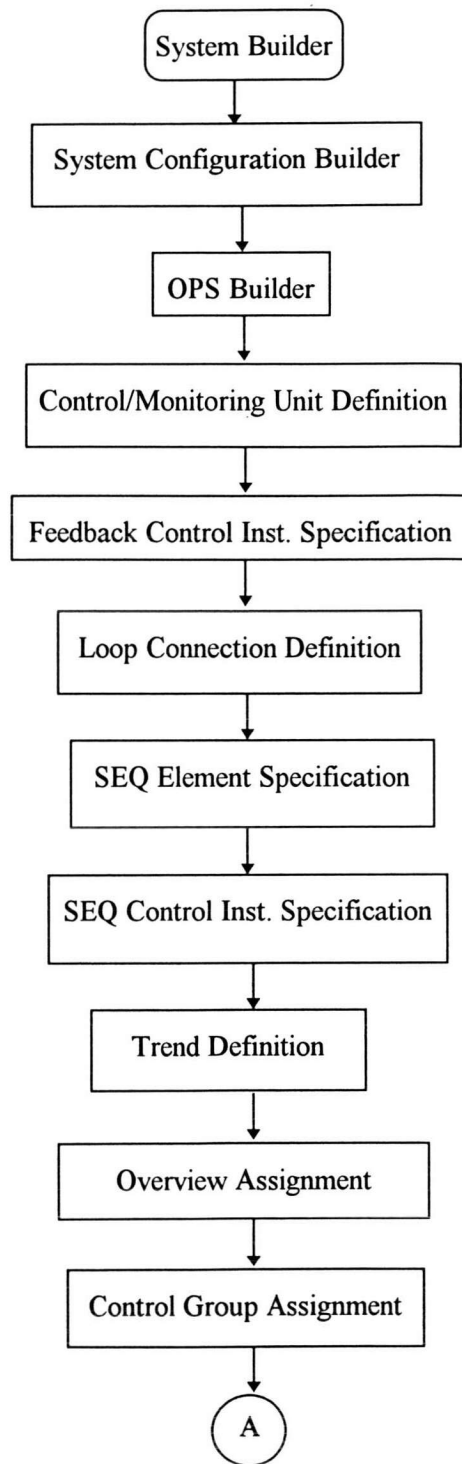 System Builder
System Configuration Builder
OPS Builder
Control/Monitoring Unit Definition
Feedback Control Inst. Specification
Loop Connection Definition
SEQ Element Specification
SEQ Control Inst. Specification
Trend Definition
Overview Assignment
Control Group Assignment
A